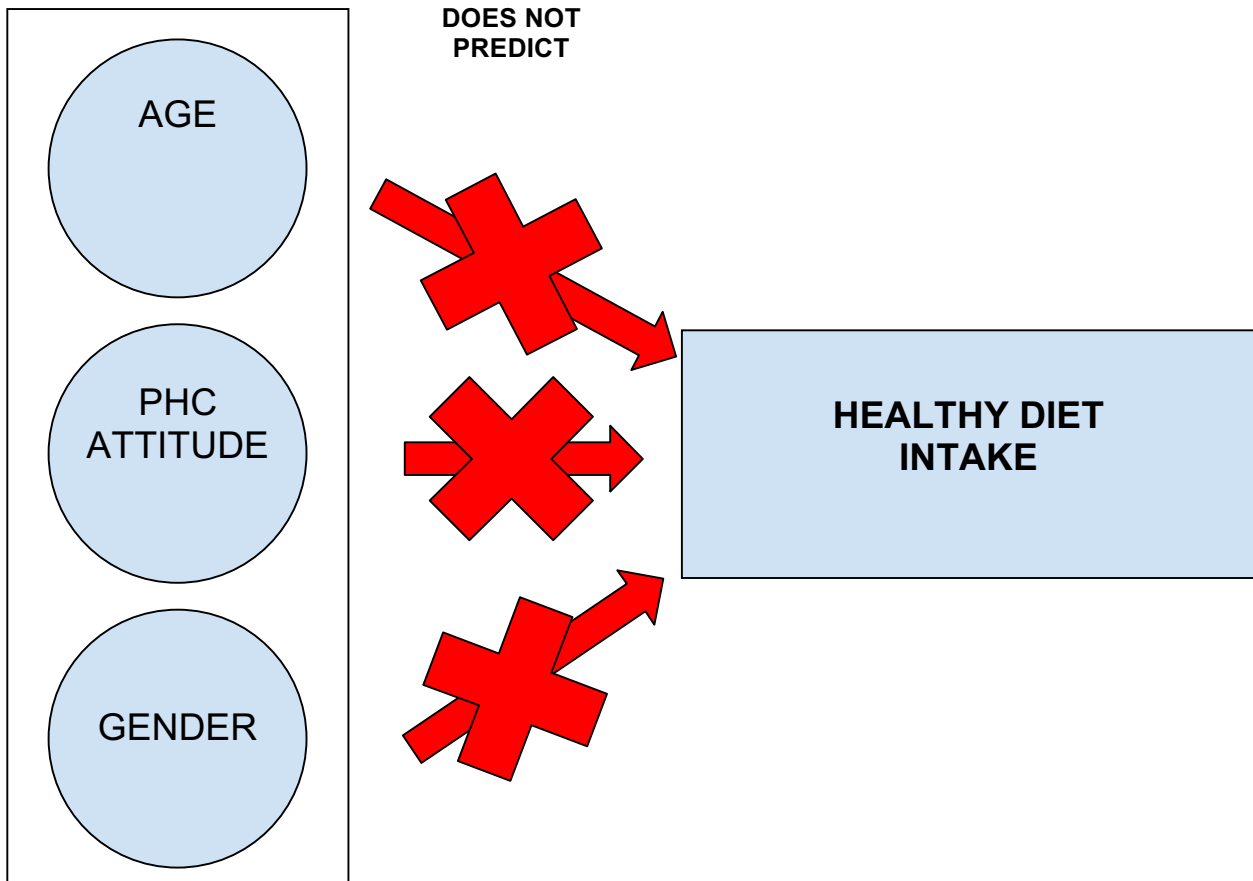 DOES NOT
PREDICT
AGE
PHC
ATTITUDE
GENDER
HEALTHY DIET
INTAKE